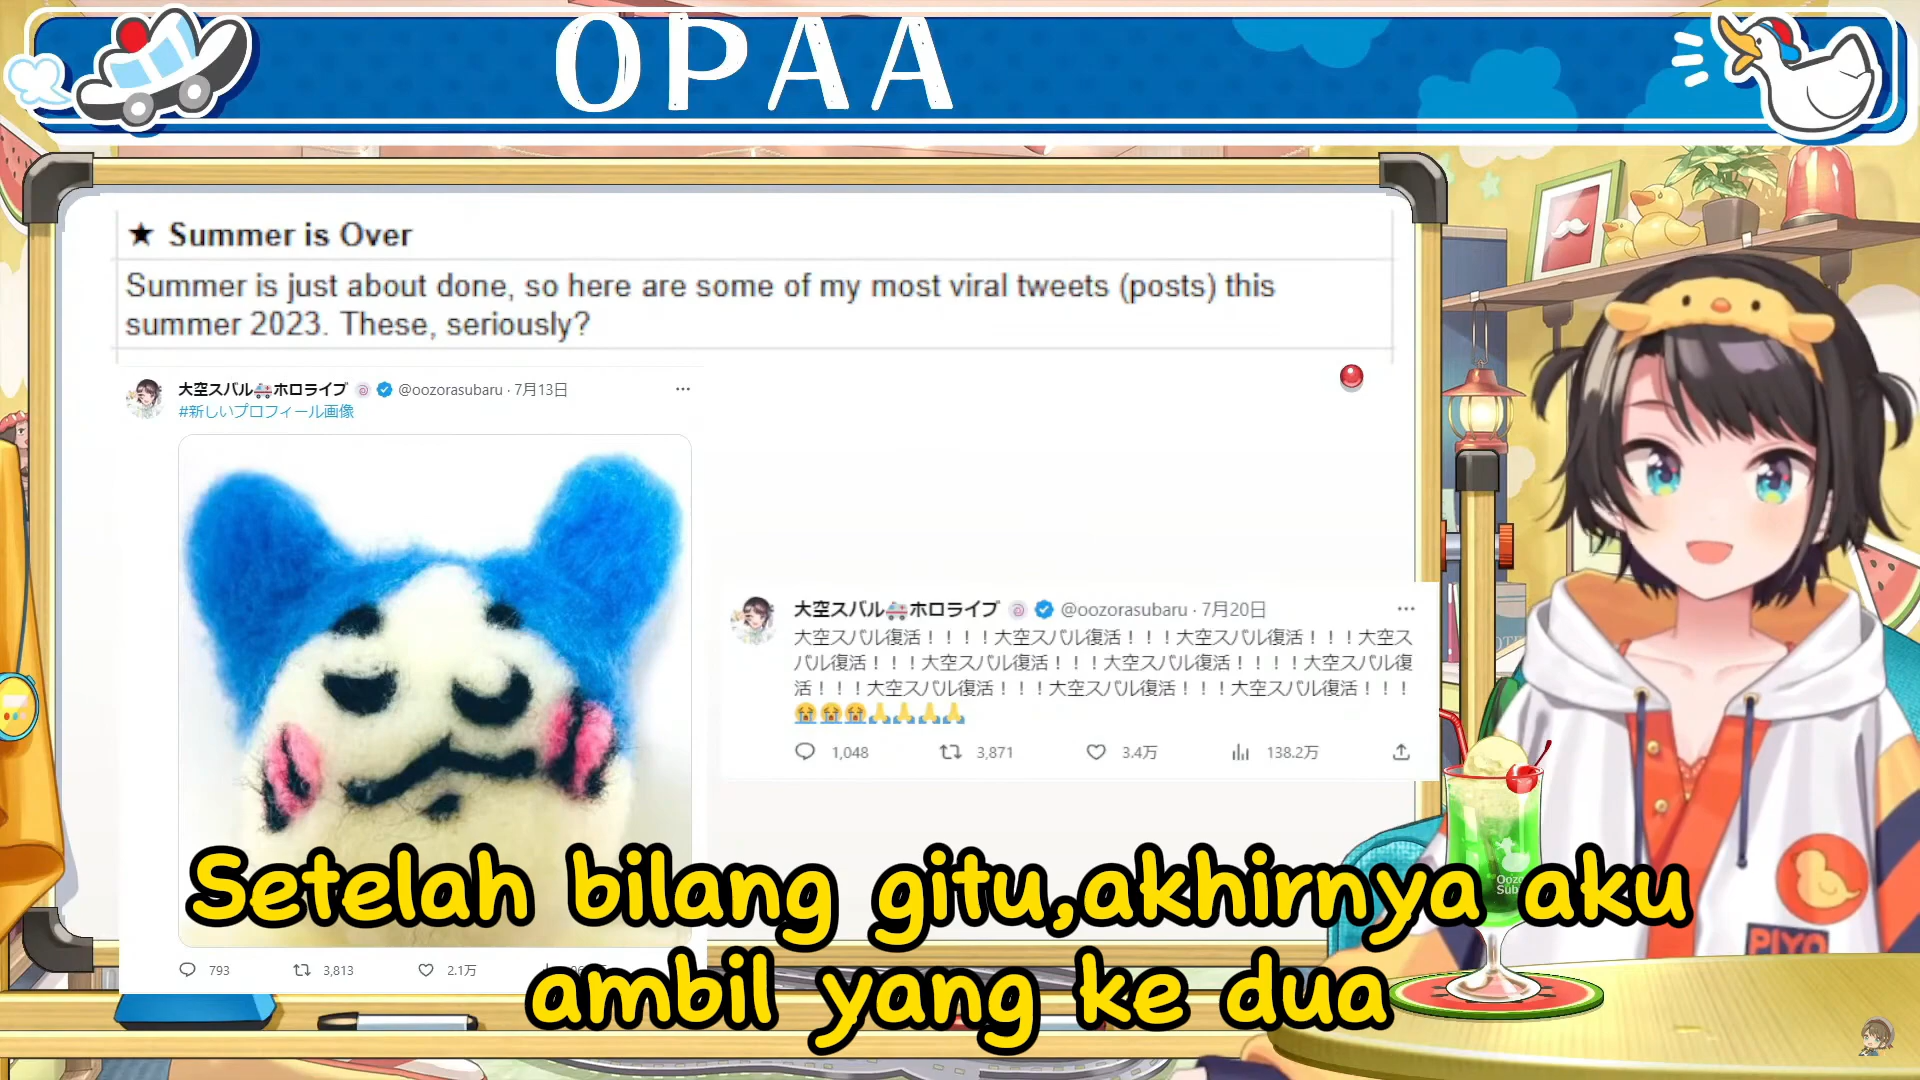 OPAA
★ Summer is Over
Summer is just about done, so here are some of my most viral tweets (posts) this
summer 2023. These, seriously?
大空スバル🚑ホロライブ @oozorasubaru · 7月13日
#新しいプロフィール画像
大空スバル🚑ホロライブ @oozorasubaru · 7月20日
大空スバル復活！！！！大空スバル復活！！！大空スバル復活！！！大空ス
バル復活！！！大空スバル復活！！！大空スバル復活！！！！大空スバル復
活！！！大空スバル復活！！！大空スバル復活！！！大空スバル復活！！！
😭😭😭🙏🙏🙏🙏
1,048 3,871 3.4万 138.2万
Setelah bilang gitu,akhirnya aku
ambil yang ke dua
793 3,813 2.1万
PIYO